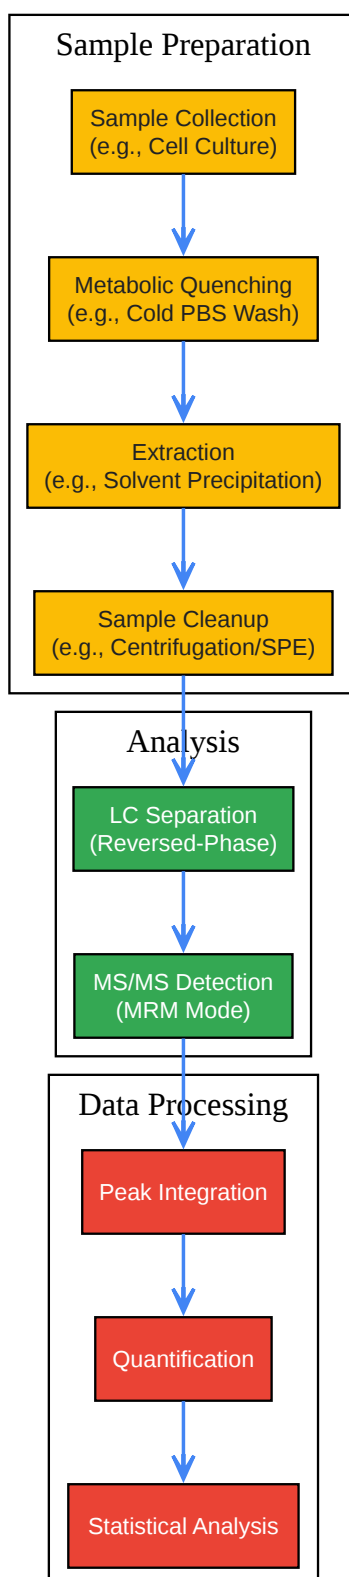 Sample Preparation
Sample Collection
(e.g., Cell Culture)
Metabolic Quenching
(e.g., Cold PBS Wash)
Extraction
(e.g., Solvent Precipitation)
Sample Cleanup
(e.g., Centrifugation/SPE)
Analysis
LC Separation
(Reversed-Phase)
MS/MS Detection
(MRM Mode)
Data Processing
Peak Integration
Quantification
Statistical Analysis